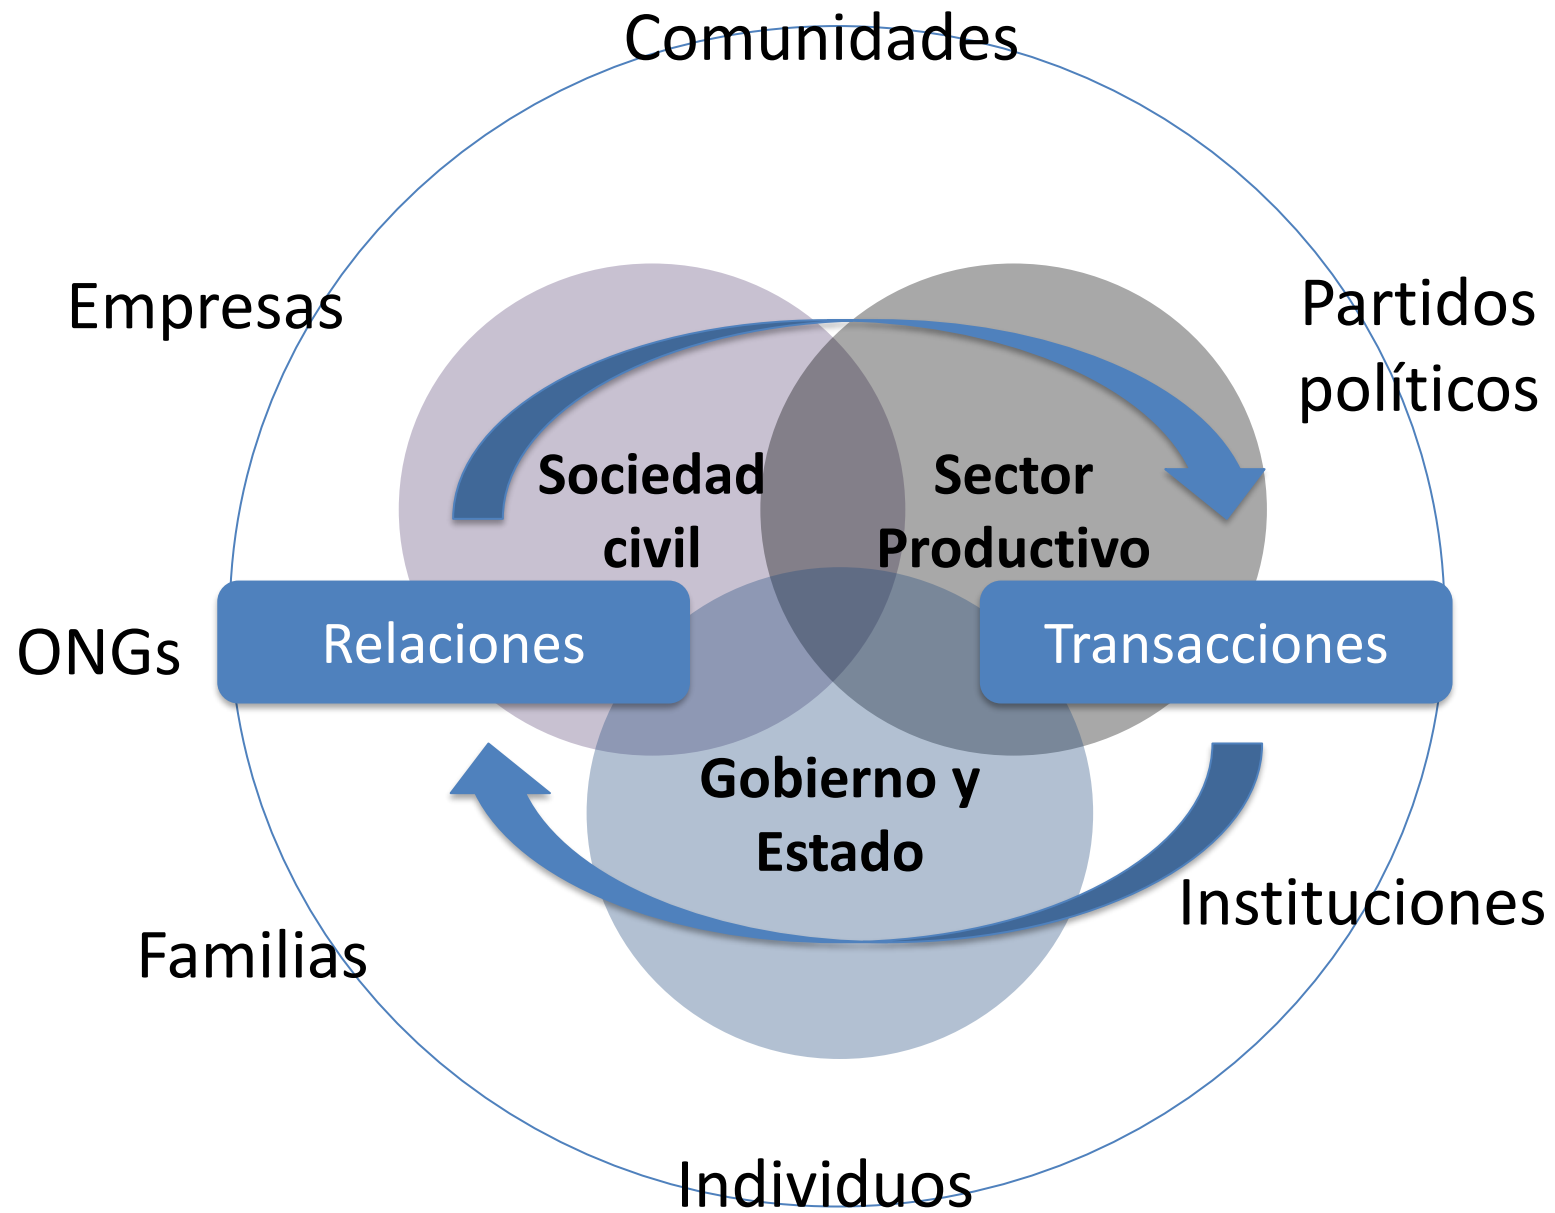 Comunidades
Empresas
Partidos
políticos
Sociedad
civil
Sector
Productivo
ONGs
Relaciones
Transacciones
Gobierno y
Estado
Instituciones
Familias
Individuos